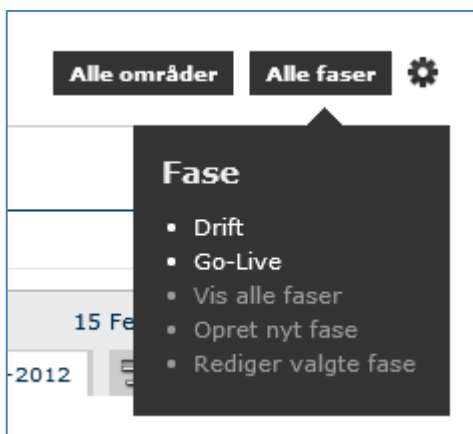 Alle områder Alle faser
Fase
Drift
Go-Live
Vis alle faser
15 Fe
Opret nyt fase
Rediger valgte fase
-2012